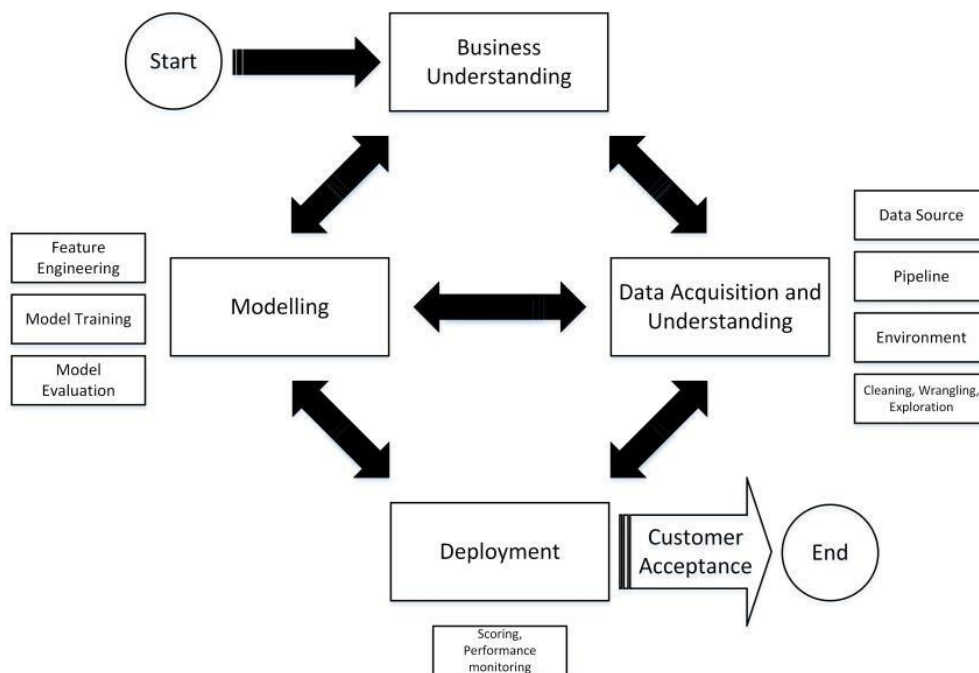 Start
Business
Understanding
Feature
Engineering
Model Training
Model
Evaluation
Modelling
Data Acquisition and
Understanding
Data Source
Pipeline
Environment
Cleaning, Wrangling,
Exploration
Deployment
Customer
Acceptance
End
Scoring,
Performance
monitoring